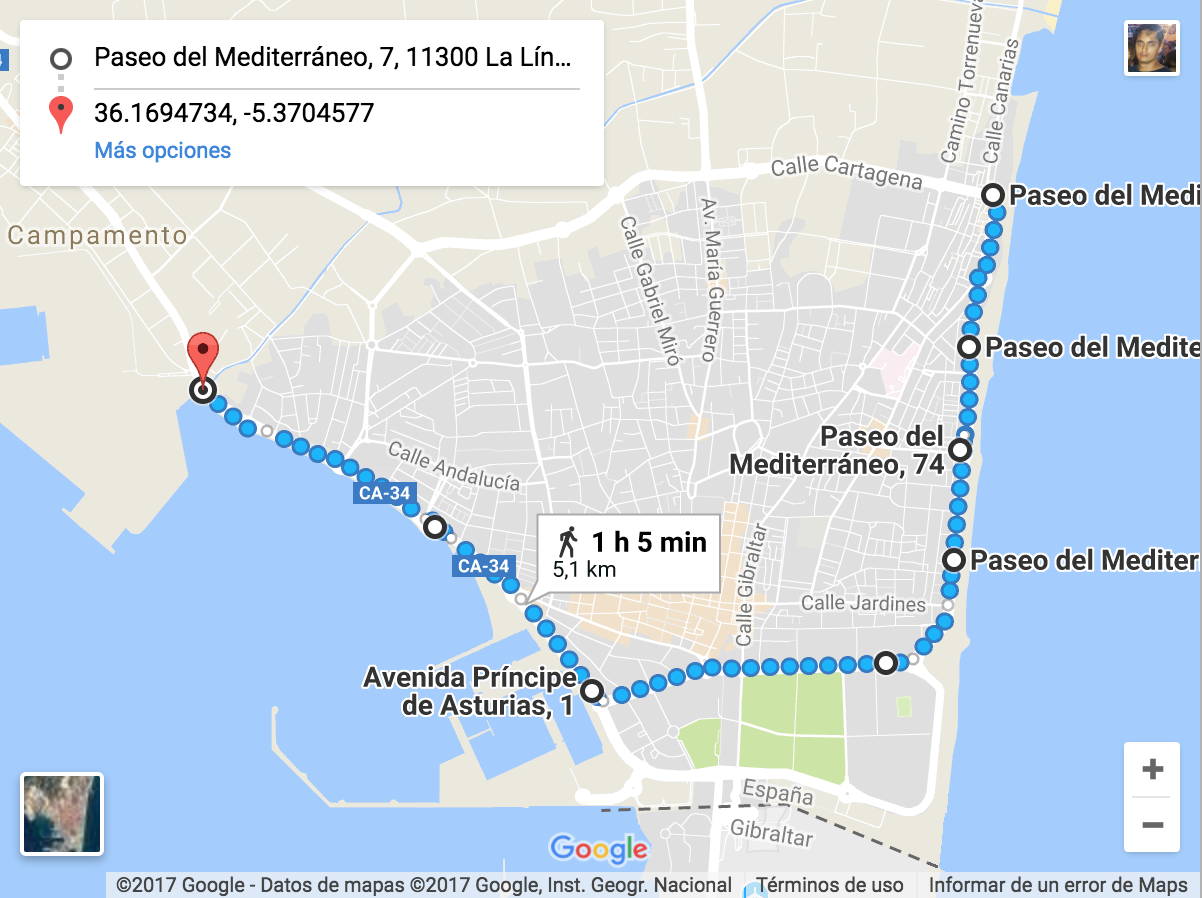 Paseo del Mediterráneo, 7, 11300 La Lín...
36.1694734, -5.3704577
Más opciones
Camino Torrenueva
Calle Canarias
Calle Cartagena
Paseo del Medi
Campamento
Calle Gabriel Miró
Av. María Guerrero
Paseo del Medite
Paseo del
Mediterráneo, 74
Calle Andalucía
CA-34
1 h 5 min
5,1 km
CA-34
Calle Gibraltar
Paseo del Mediter
Calle Jardines
Avenida Príncipe
de Asturias, 1
España
Gibraltar
Google
©2017 Google - Datos de mapas ©2017 Google, Inst. Geogr. Nacional
Términos de uso
Informar de un error de Maps